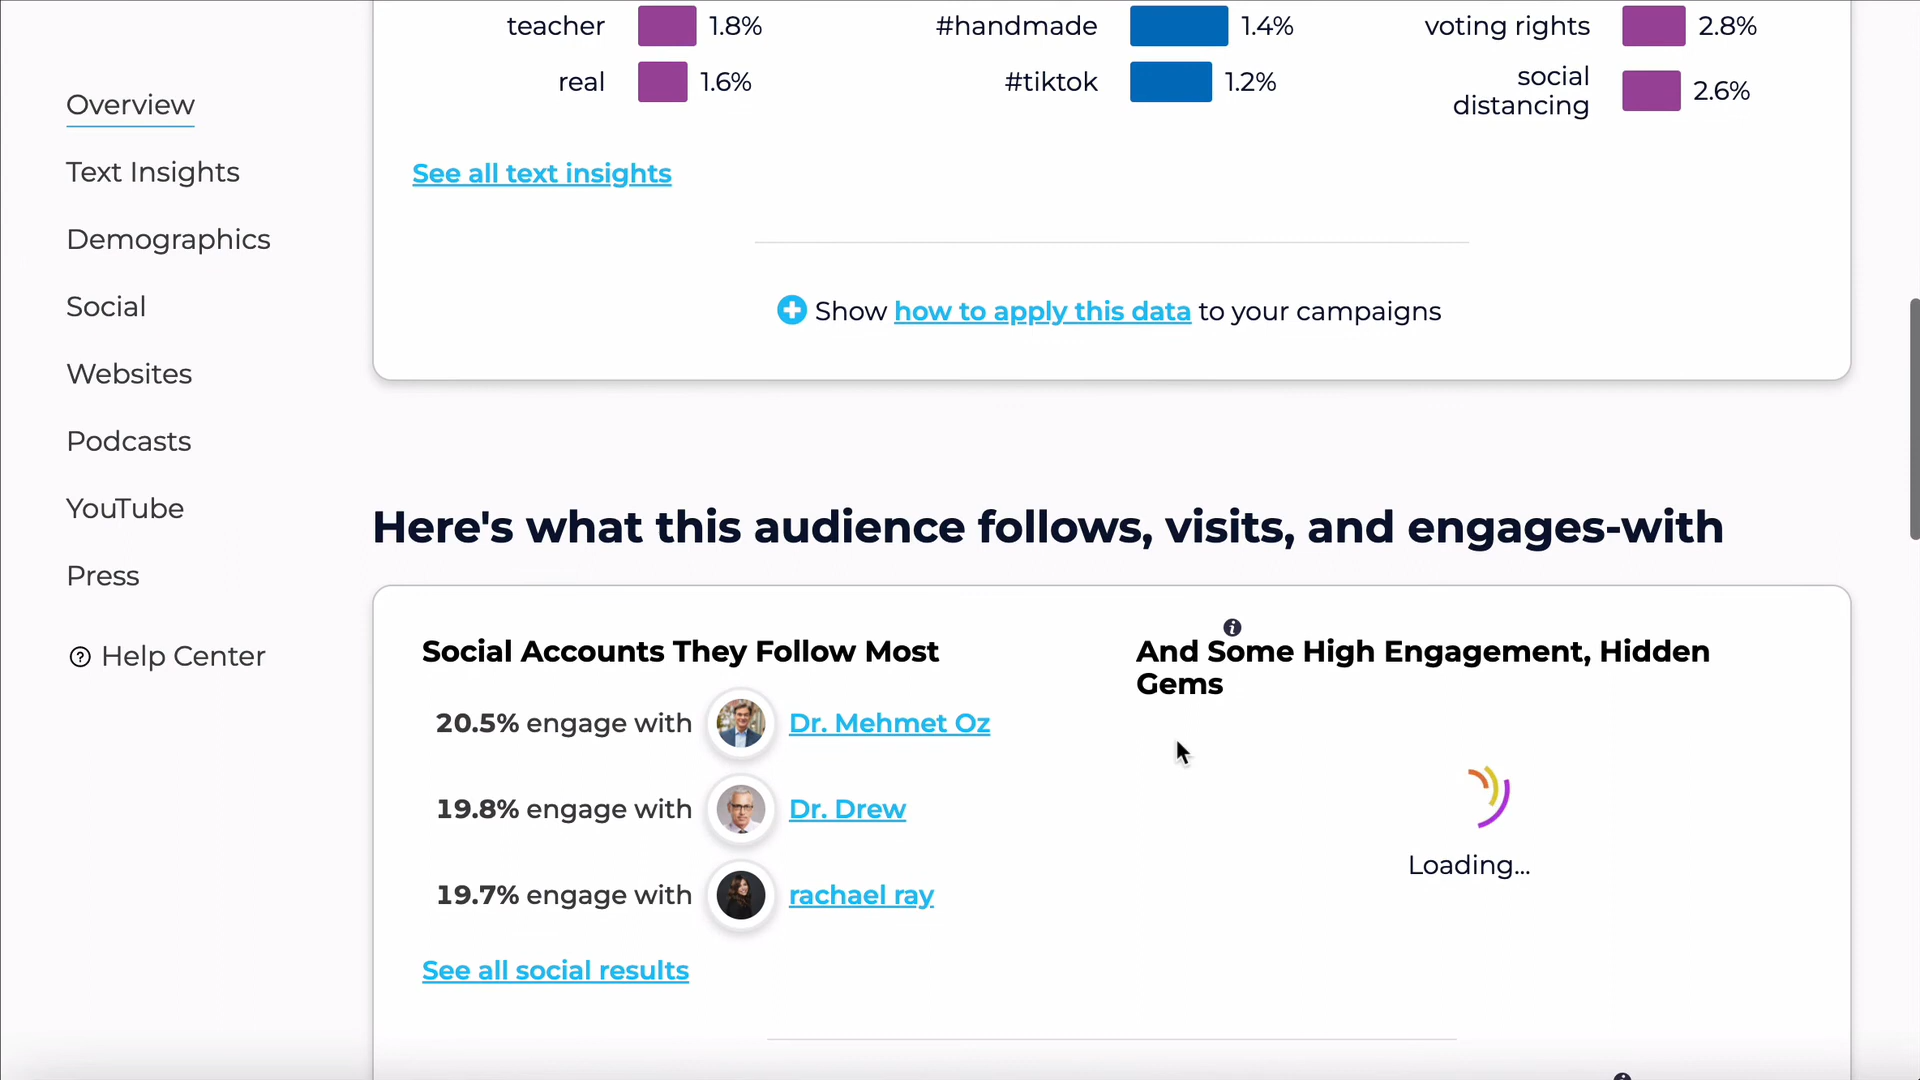 Overview
Text Insights
Demographics
Social
Websites
Podcasts
YouTube
Press
Help Center
teacher 1.8%
real 1.6%
#handmade 1.4%
#tiktok 1.2%
voting rights 2.8%
social
distancing 2.6%
See all text insights
Show how to apply this data to your campaigns
Here's what this audience follows, visits, and engages-with
Social Accounts They Follow Most
20.5% engage with Dr. Mehmet Oz
19.8% engage with Dr. Drew
19.7% engage with rachael ray
See all social results
And Some High Engagement, Hidden
Gems
Loading...